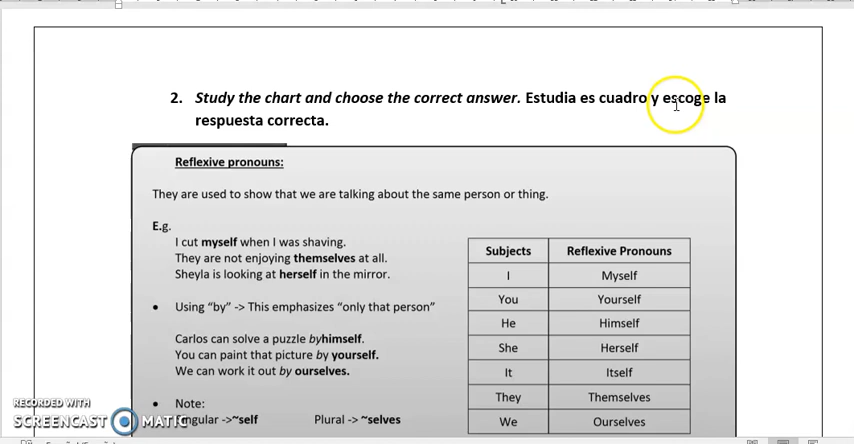 2. Study the chart and choose the correct answer. Estudia es cuadro y escoge la
respuesta correcta.
Reflexive pronouns:
They are used to show that we are talking about the same person or thing.
E.g.
I cut myself when I was shaving.
They are not enjoying themselves at all.
Sheyla is looking at herself in the mirror.
• Using “by” -> This emphasizes “only that person”
Carlos can solve a puzzle byhimself.
You can paint that picture by yourself.
We can work it out by ourselves.
• Note:
->~self Plural -> ~selves
Subjects Reflexive Pronouns
I Myself
You Yourself
He Himself
She Herself
It Itself
They Themselves
We Ourselves
RECORDED WITH
SCREENCAST MATIC